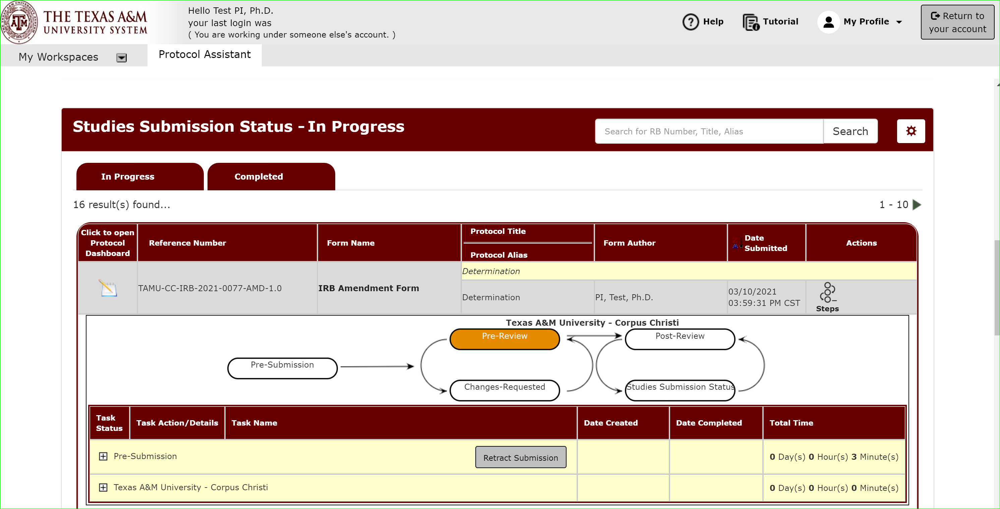 THE TEXAS A&M
UNIVERSITY SYSTEM
Hello Test PI, Ph.D.
your last login was
( You are working under someone else's account. )
Help
Tutorial
My Profile
Return to
your account
My Workspaces
Protocol Assistant
Studies Submission Status - In Progress
Search for RB Number, Title, Alias
Search
In Progress
Completed
16 result(s) found...
1 - 10
Click to open
Protocol
Dashboard
Reference Number
Form Name
Protocol Title
Protocol Alias
Form Author
Date
Submitted
Actions
Determination
TAMU-CC-IRB-2021-0077-AMD-1.0
IRB Amendment Form
Determination
PI, Test, Ph.D.
03/10/2021
03:59:31 PM CST
Steps
Texas A&M University - Corpus Christi
Pre-Review
Post-Review
Pre-Submission
Changes-Requested
Studies Submission Status
Task
Status
Task Action/Details
Task Name
Date Created
Date Completed
Total Time
Pre-Submission
Retract Submission
0 Day(s) 0 Hour(s) 3 Minute(s)
Texas A&M University - Corpus Christi
0 Day(s) 0 Hour(s) 0 Minute(s)